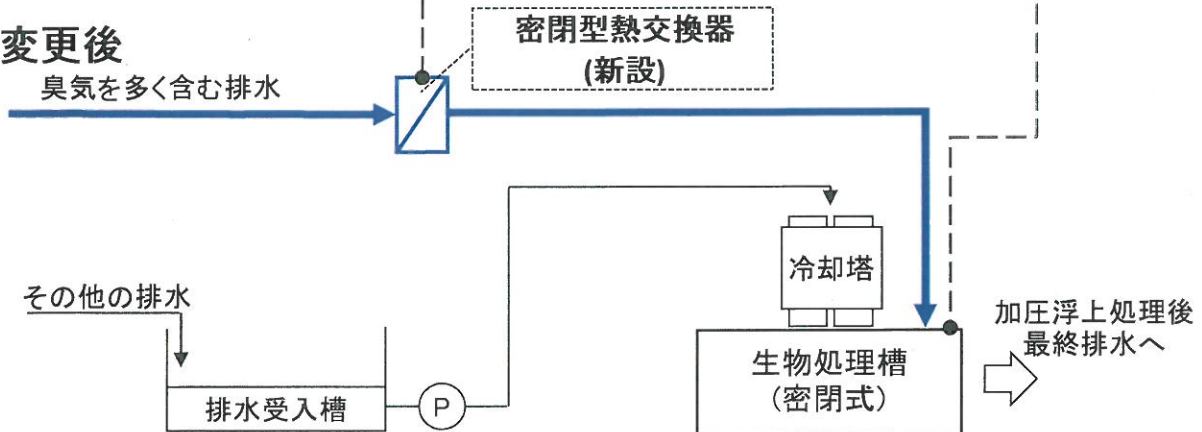 変更後
臭気を多く含む排水
密閉型熱交換器
(新設)
冷却塔
その他の排水
排水受入槽
P
生物処理槽
(密閉式)
加圧浮上処理後
最終排水へ